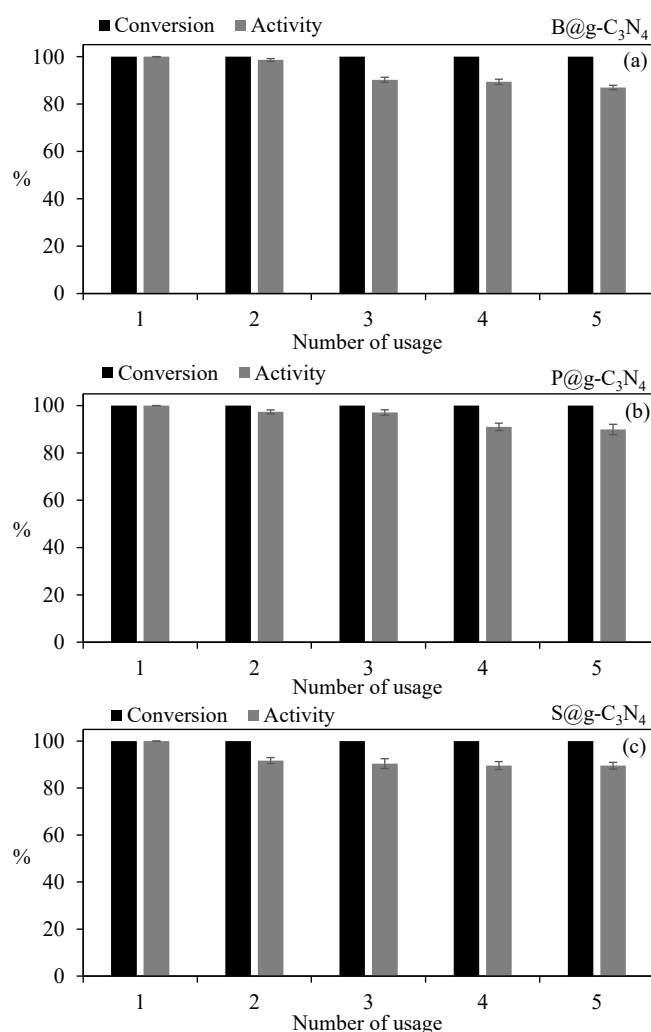 Conversion Activity B@g-C₃N₄
(a)
100
80
60
%
40
20
0
1 2 3 4 5
Number of usage
Conversion Activity P@g-C₃N₄
(b)
100
80
60
%
40
20
0
1 2 3 4 5
Number of usage
Conversion Activity S@g-C₃N₄
(c)
100
80
60
%
40
20
0
1 2 3 4 5
Number of usage